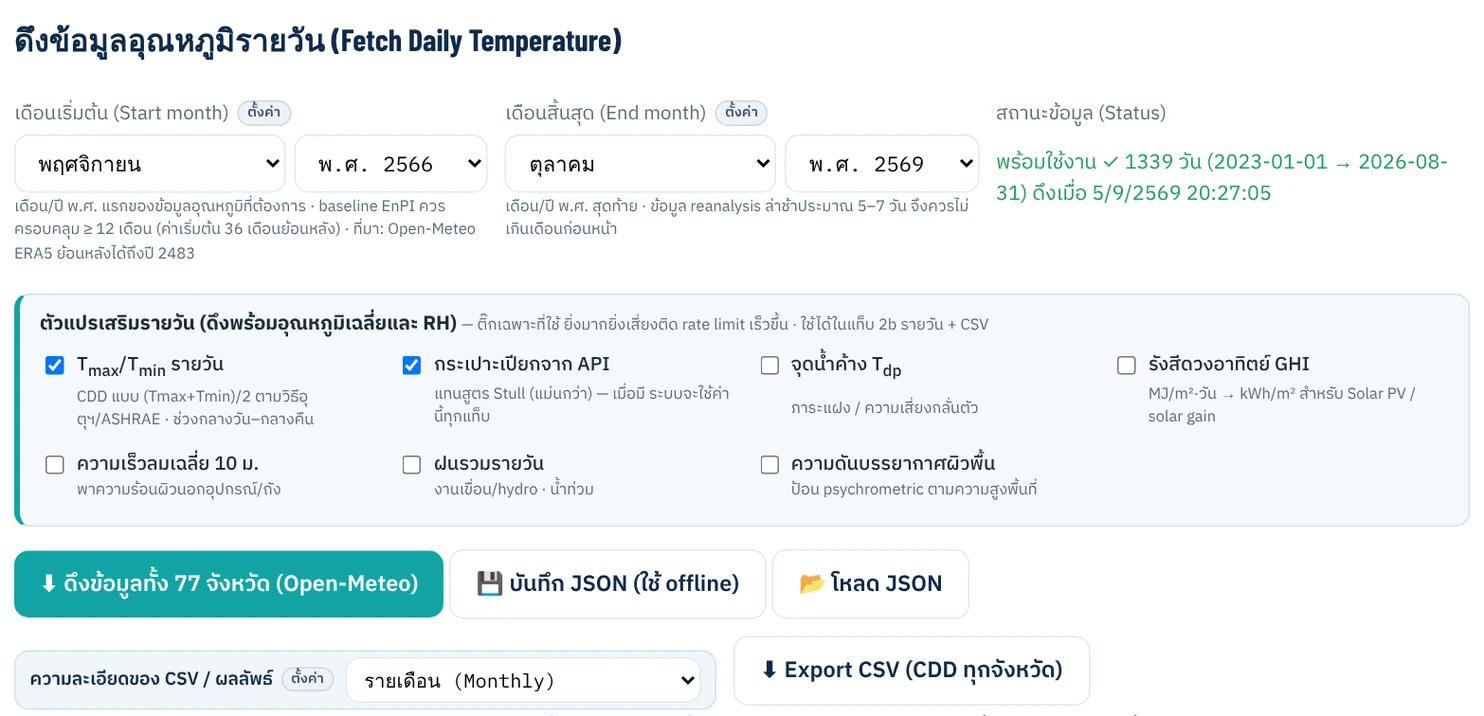 ดึงข้อมูลอุณหภูมิรายวัน (Fetch Daily Temperature)
เดือนเริ่มต้น (Start month) ตั้งค่า
พฤศจิกายน
พ.ศ. 2566
เดือน/ปี พ.ศ. แรกของข้อมูลอุณหภูมิที่ต้องการ · baseline EnPI ควร
ครอบคลุม ≥ 12 เดือน (ค่าเริ่มต้น 36 เดือนย้อนหลัง) · ที่มา: Open-Meteo
ERA5 ย้อนหลังได้ถึงปี 2483
เดือนสิ้นสุด (End month) ตั้งค่า
ตุลาคม
พ.ศ. 2569
เดือน/ปี พ.ศ. สุดท้าย · ข้อมูล reanalysis ล่าช้าประมาณ 5–7 วัน จึงควรไม่
เกินเดือนก่อนหน้า
สถานะข้อมูล (Status)
พร้อมใช้งาน ✓ 1339 วัน (2023-01-01 → 2026-08-
31) ดึงเมื่อ 5/9/2569 20:27:05
ตัวแปรเสริมรายวัน (ดึงพร้อมอุณหภูมิเฉลี่ยและ RH) — ติ๊กเฉพาะที่ใช้ ยิ่งมากยิ่งเสี่ยงติด rate limit เร็วขึ้น · ใช้ได้ในแท็บ 2b รายวัน + CSV
Tmax/Tmin รายวัน
CDD แบบ (Tmax+Tmin)/2 ตามวิธีอุ
ตุฯ/ASHRAE · ช่วงกลางวัน–กลางคืน
กระเปาะเปียกจาก API
แทนสูตร Stull (แม่นกว่า) — เมื่อมี ระบบจะใช้ค่า
นี้ทุกแท็บ
จุดน้ำค้าง Tdp
ภาระแฝง / ความเสี่ยงกลั่นตัว
รังสีดวงอาทิตย์ GHI
MJ/m²·วัน → kWh/m² สำหรับ Solar PV /
solar gain
ความเร็วลมเฉลี่ย 10 ม.
พาความร้อนผิวนอกอุปกรณ์/ถัง
ฝนรวมรายวัน
งานเขื่อน/hydro · น้ำท่วม
ความดันบรรยากาศผิวพื้น
ป้อน psychrometric ตามความสูงพื้นที่
⬇ ดึงข้อมูลทั้ง 77 จังหวัด (Open-Meteo)
💾 บันทึก JSON (ใช้ offline)
📂 โหลด JSON
ความละเอียดของ CSV / ผลลัพธ์ ตั้งค่า
รายเดือน (Monthly)
⬇ Export CSV (CDD ทุกจังหวัด)